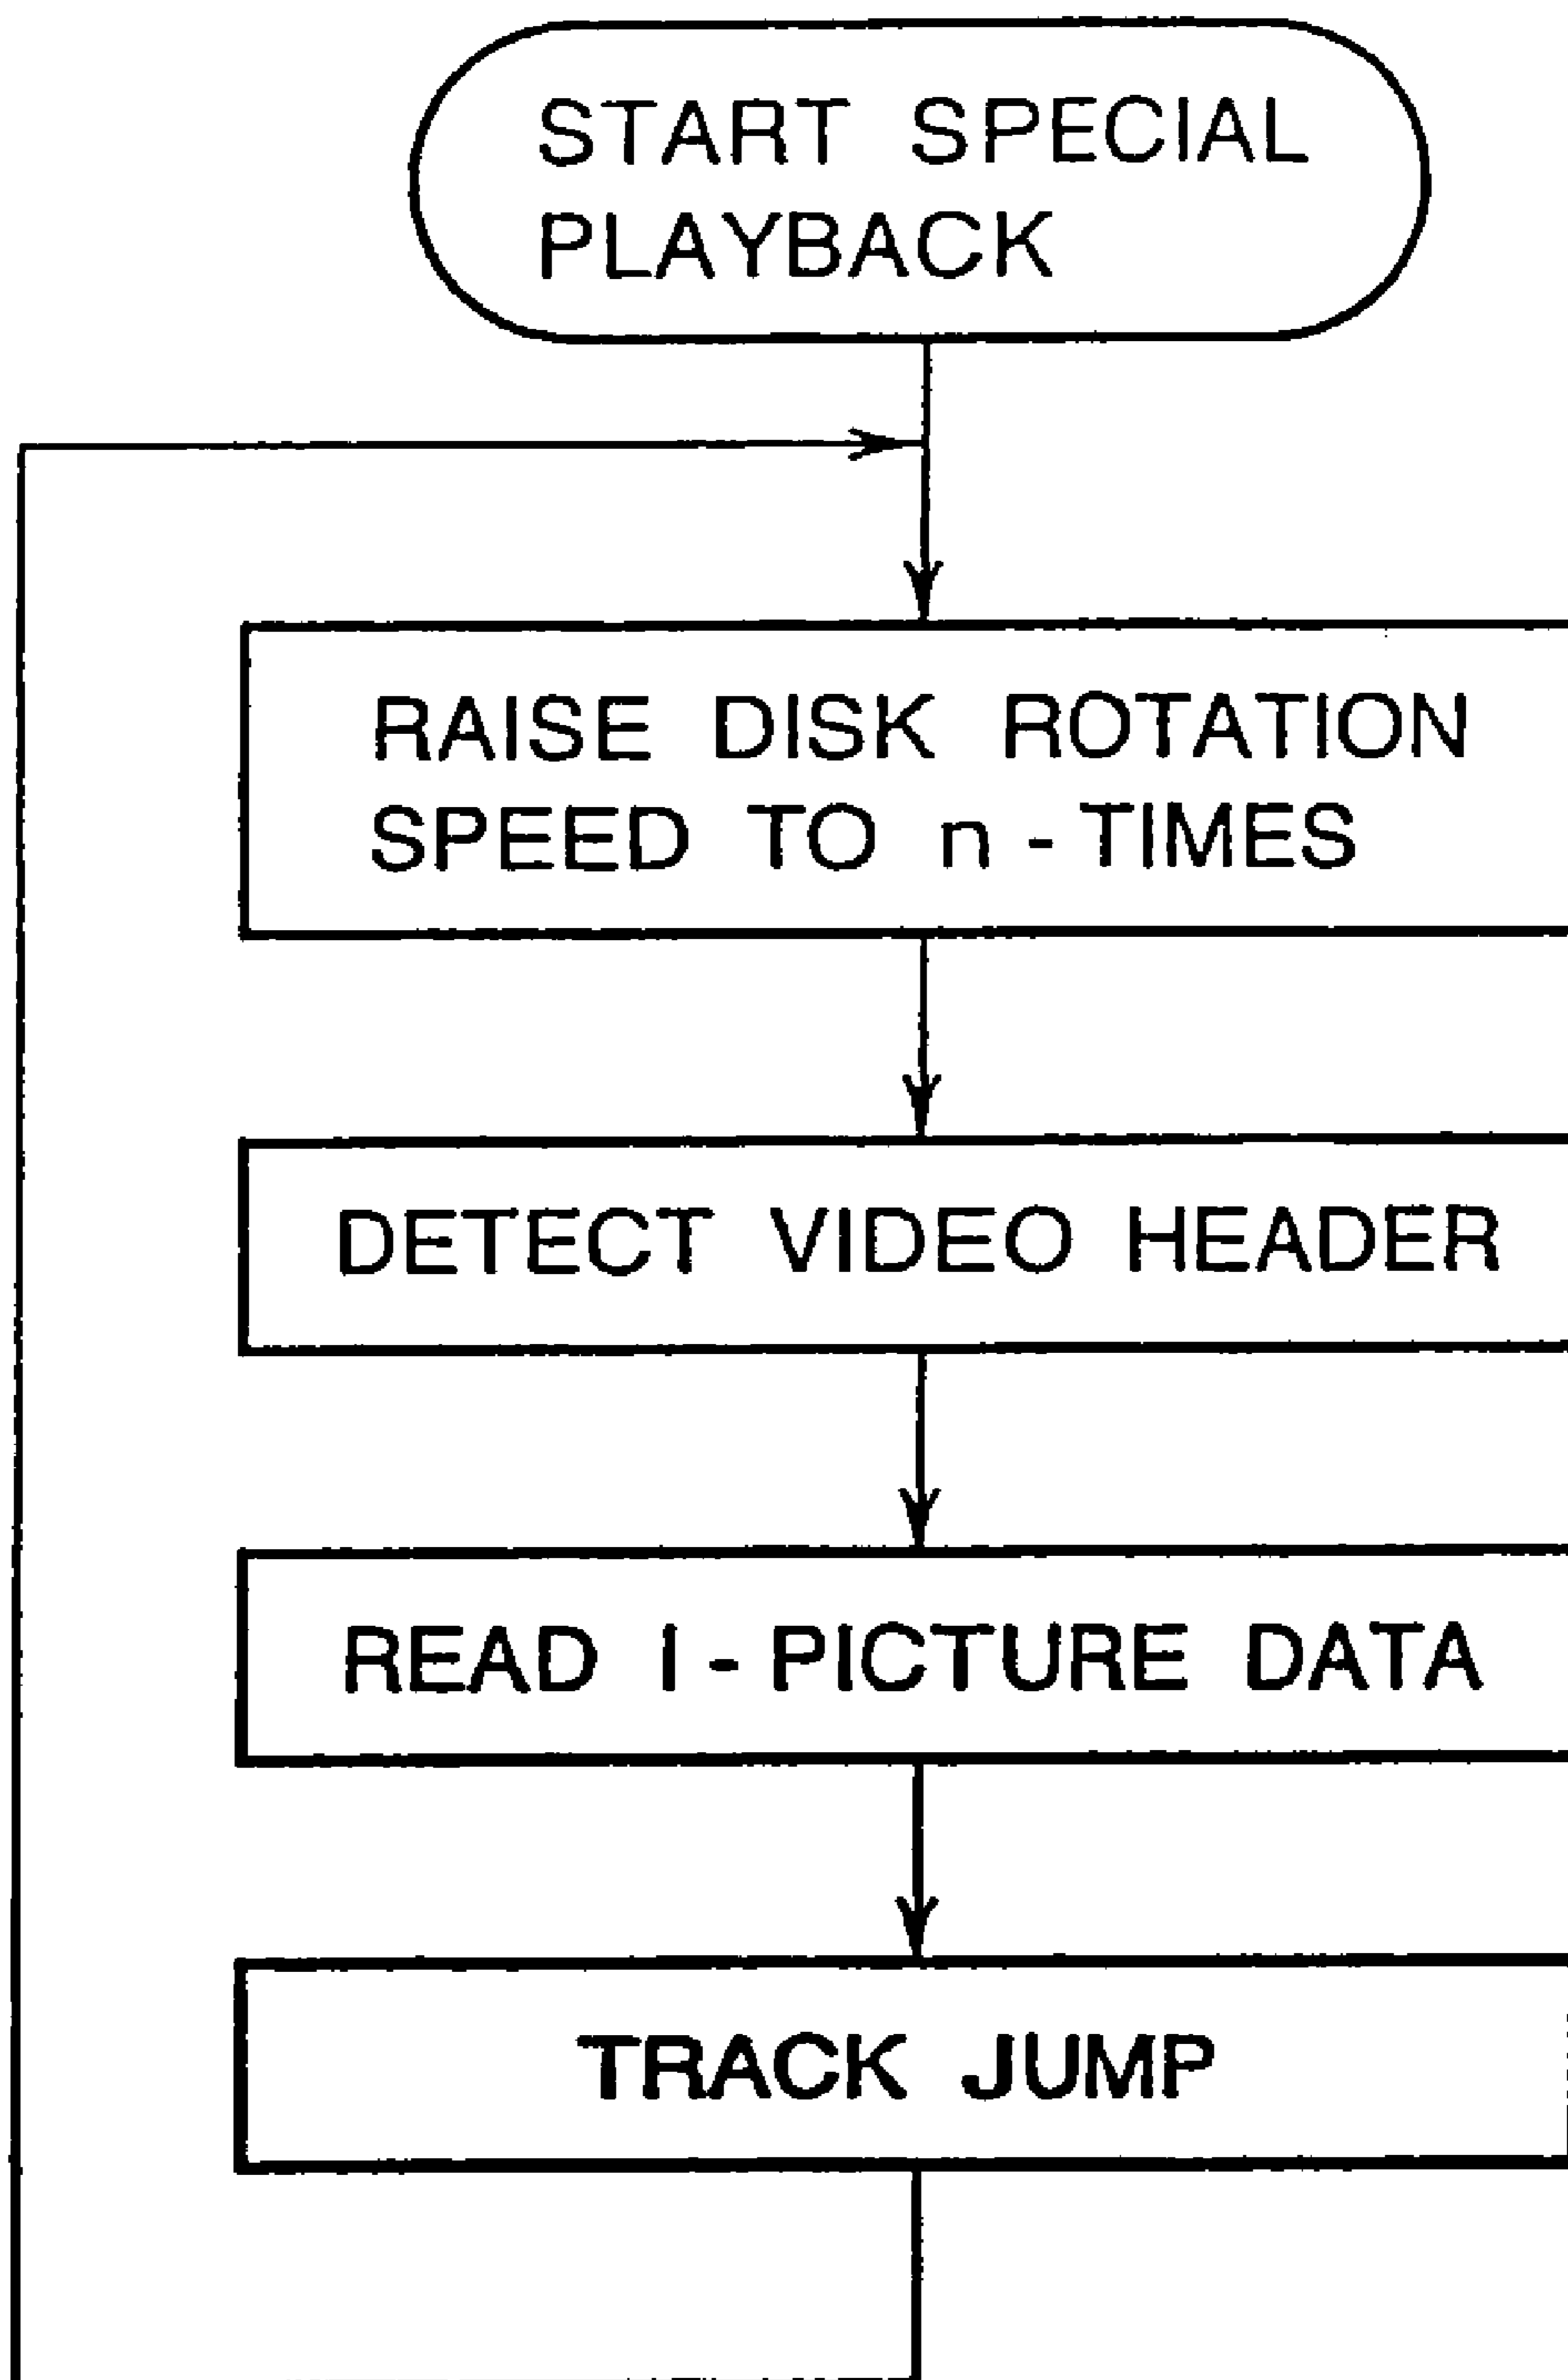 START SPECIAL
PLAYBACK
RAISE DISK ROTATION
SPEED TO n-TIMES
DETECT VIDEO HEADER
READ I-PICTURE DATA
TRACK JUMP